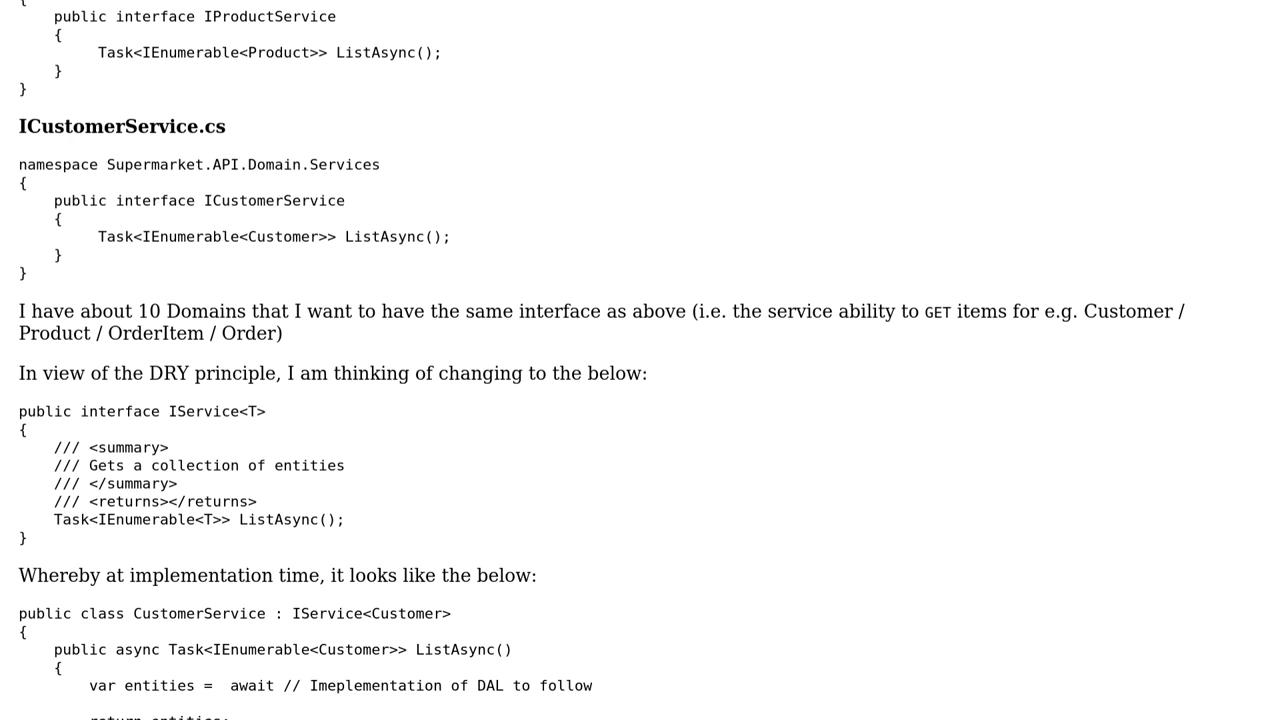 {
    public interface IProductService
    {
         Task<IEnumerable<Product>> ListAsync();
    }
}
ICustomerService.cs
namespace Supermarket.API.Domain.Services
{
    public interface ICustomerService
    {
         Task<IEnumerable<Customer>> ListAsync();
    }
}
I have about 10 Domains that I want to have the same interface as above (i.e. the service ability to GET items for e.g. Customer /
Product / OrderItem / Order)
In view of the DRY principle, I am thinking of changing to the below:
public interface IService<T>
{
    /// <summary>
    /// Gets a collection of entities
    /// </summary>
    /// <returns></returns>
    Task<IEnumerable<T>> ListAsync();
}
Whereby at implementation time, it looks like the below:
public class CustomerService : IService<Customer>
{
    public async Task<IEnumerable<Customer>> ListAsync()
    {
        var entities =  await // Imeplementation of DAL to follow
        return entities;